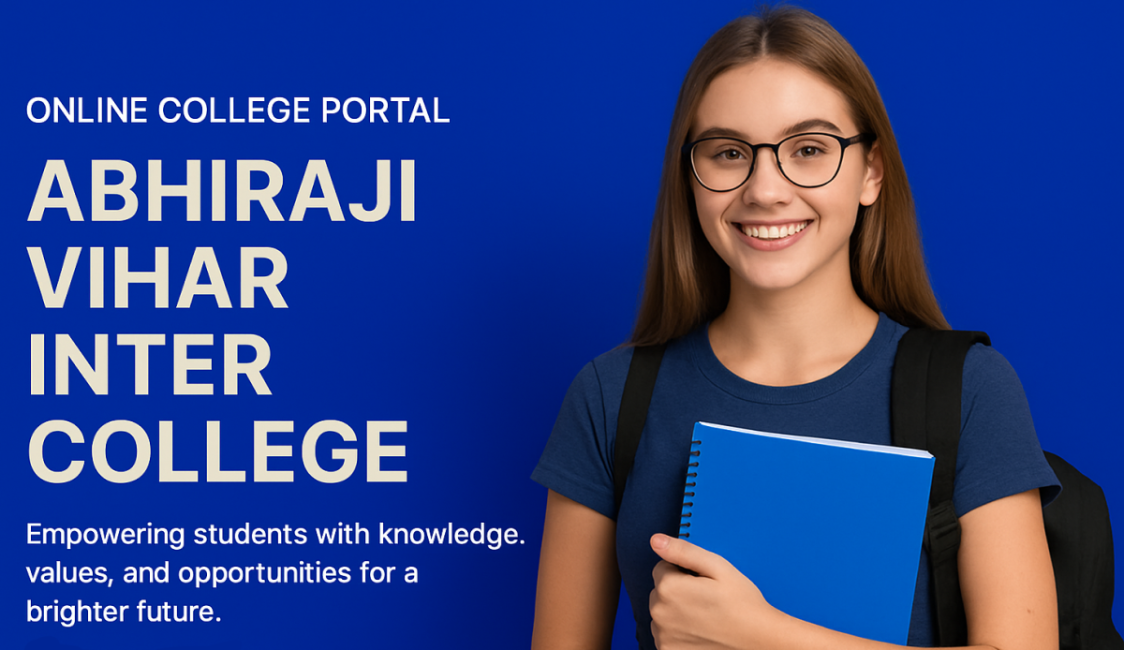 ONLINE COLLEGE PORTAL
ABHIRAJI
VIHAR
INTER
COLLEGE
Empowering students with knowledge.
values, and opportunities for a
brighter future.